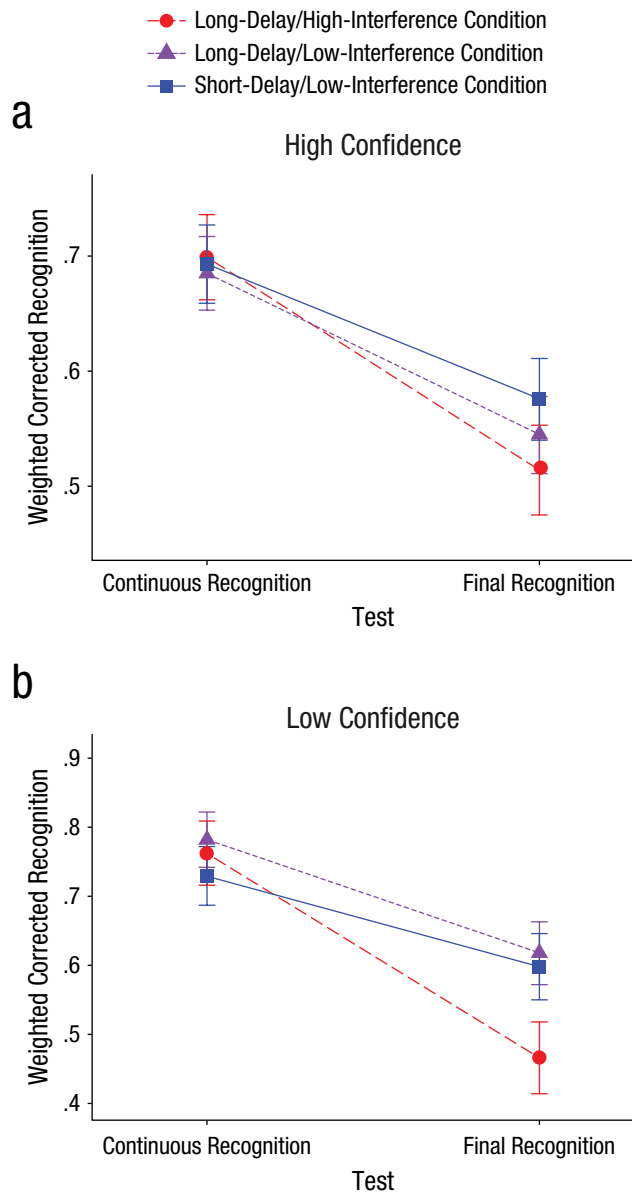 Long-Delay/High-Interference Condition
Long-Delay/Low-Interference Condition
Short-Delay/Low-Interference Condition
a
High Confidence
Weighted Corrected Recognition
.7
.6
.5
Continuous Recognition
Final Recognition
Test
b
Low Confidence
Weighted Corrected Recognition
.9
.8
.7
.6
.5
.4
Continuous Recognition
Final Recognition
Test